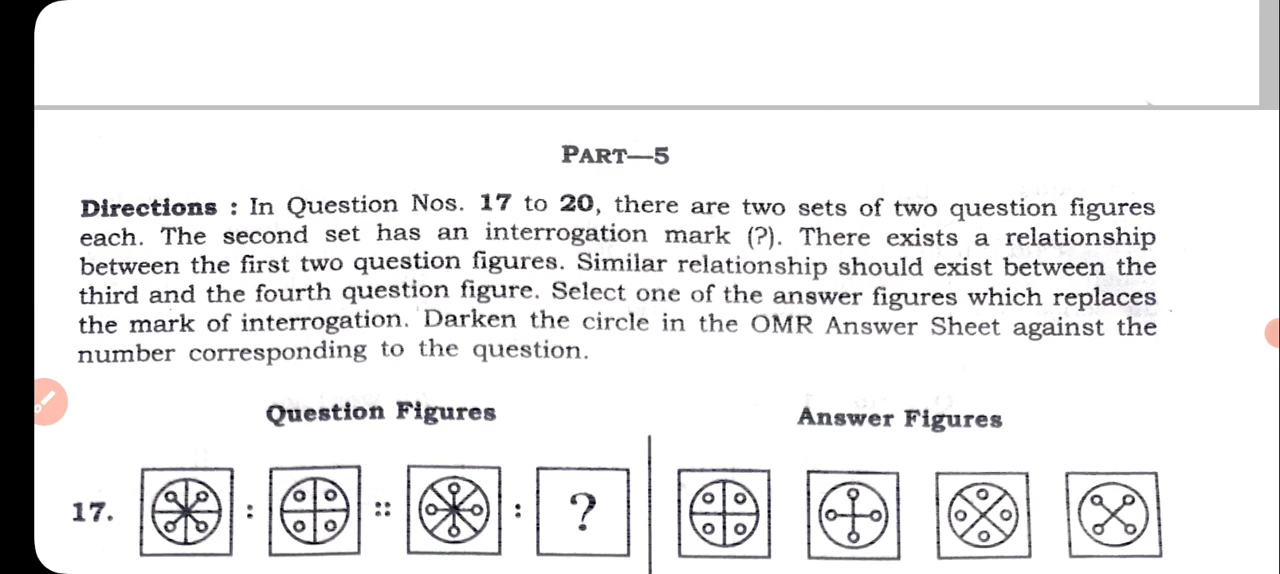 PART—5
Directions : In Question Nos. 17 to 20, there are two sets of two question figures
each. The second set has an interrogation mark (?). There exists a relationship
between the first two question figures. Similar relationship should exist between the
third and the fourth question figure. Select one of the answer figures which replaces
the mark of interrogation. Darken the circle in the OMR Answer Sheet against the
number corresponding to the question.
Question Figures
Answer Figures
17. : :: : ?